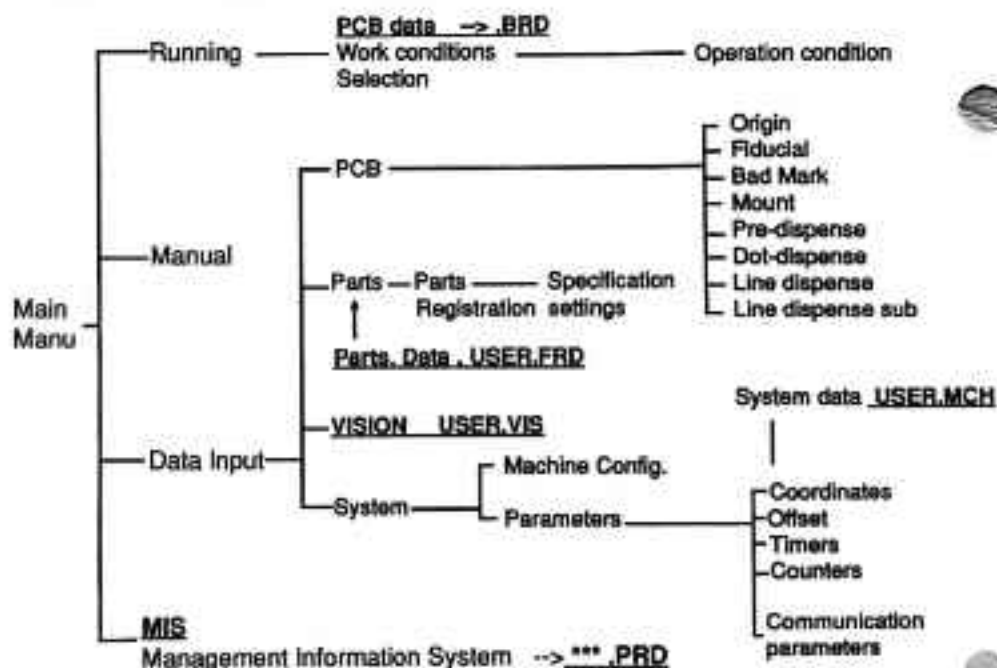 PCB data --> .BRD
Running
Work conditions
Selection
Operation condition
Origin
Fiducial
PCB
Bad Mark
Mount
Pre-dispense
Manual
Dot-dispense
Parts
Parts
Registration
Specification
settings
Line dispense
Line dispense sub
Main
Manu
Parts. Data . USER.FRD
System data USER.MCH
VISION USER.VIS
Data Input
Machine Config.
System
Parameters
Coordinates
Offset
Timers
Counters
Communication
parameters
MIS
Management Information System --> *** .PRD